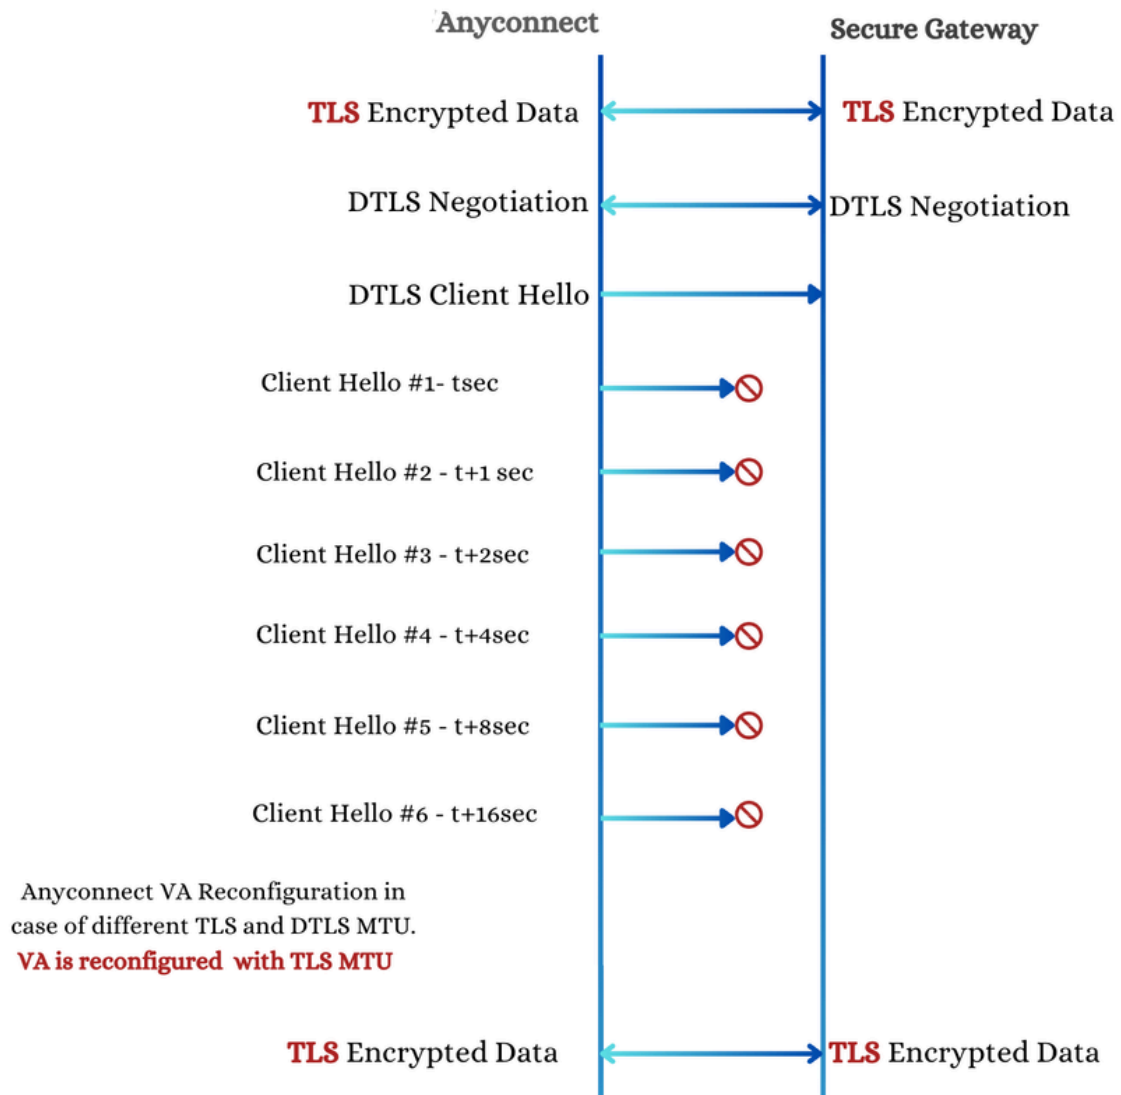 Anyconnect
Secure Gateway
TLS Encrypted Data
TLS Encrypted Data
DTLS Negotiation
DTLS Negotiation
DTLS Client Hello
Client Hello #1- tsec
Client Hello #2 - t+1 sec
Client Hello #3 - t+2sec
Client Hello #4 - t+4sec
Client Hello #5 - t+8sec
Client Hello #6 - t+16sec
Anyconnect VA Reconfiguration in
case of different TLS and DTLS MTU.
VA is reconfigured with TLS MTU
TLS Encrypted Data
TLS Encrypted Data